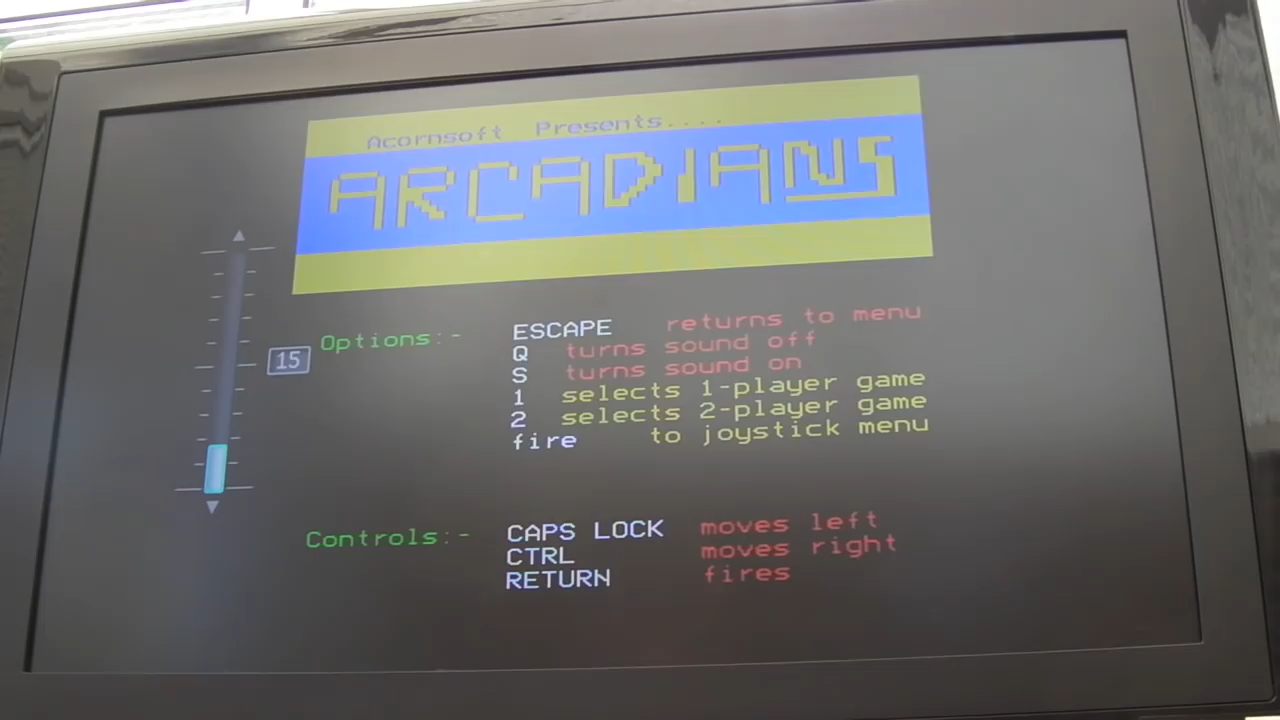 Acornsoft Presents....
ARCADIANS
15
Options:- ESCAPE returns to menu
Q turns sound off
S turns sound on
1 selects 1-player game
2 selects 2-player game
fire to joystick menu
Controls:- CAPS LOCK moves left
CTRL moves right
RETURN fires